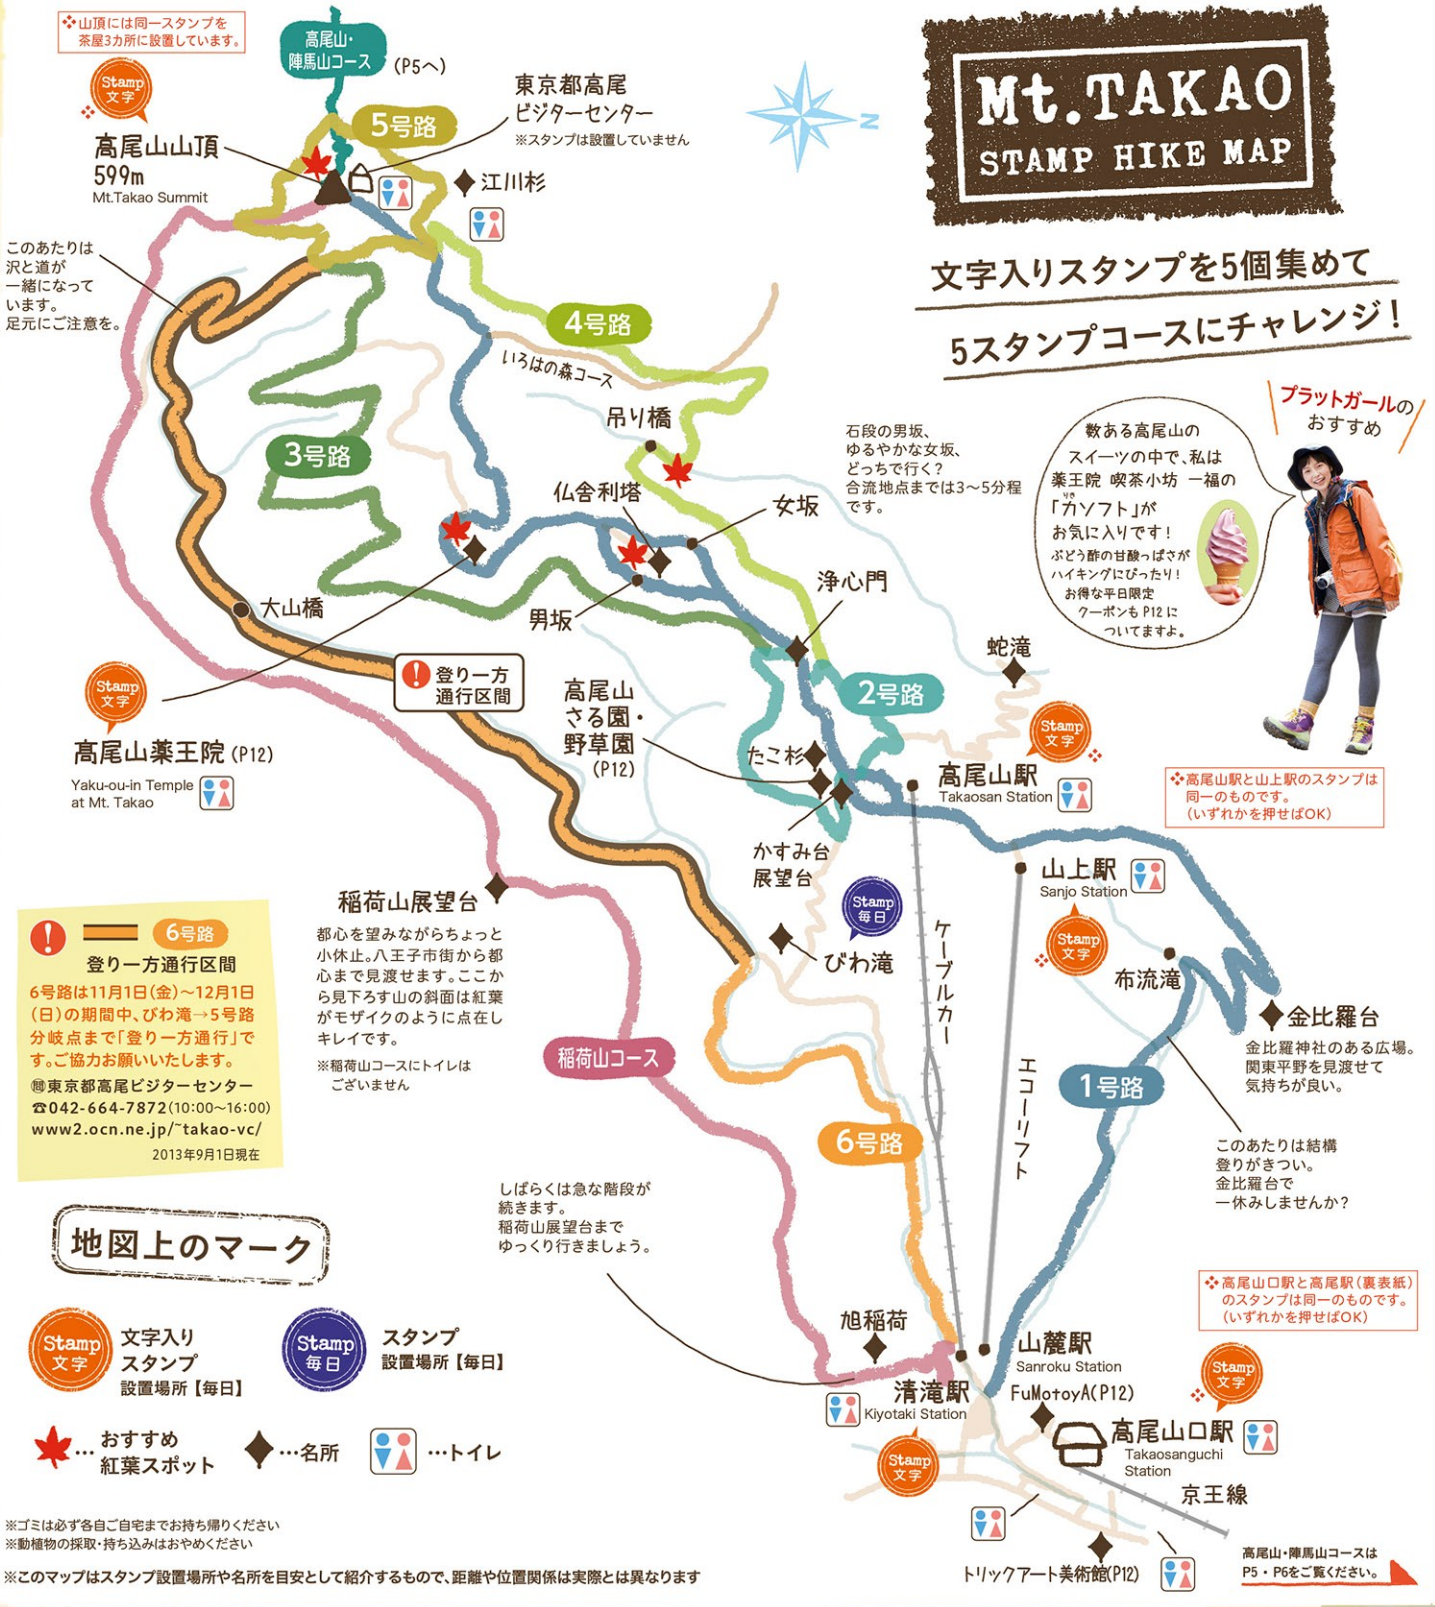 ❖山頂には同一スタンプを
茶屋3カ所に設置しています。
Stamp
文字
❖
高尾山山頂
599m
Mt.Takao Summit
高尾山・
陣馬山コース
(P5へ)
5号路
東京都高尾
ビジターセンター
※スタンプは設置していません
江川杉
N
Mt.TAKAO
STAMP HIKE MAP
文字入りスタンプを5個集めて
5スタンプコースにチャレンジ!
このあたりは
沢と道が
一緒になって
います。
足元にご注意を。
4号路
いろはの森コース
吊り橋
3号路
仏舎利塔
女坂
石段の男坂、
ゆるやかな女坂、
どっちで行く?
合流地点までは3〜5分程
です。
プラットガールの
おすすめ
数ある高尾山の
スイーツの中で、私は
薬王院 喫茶小坊 一福の
「力ソフト」が
りき
お気に入りです!
ぶどう酢の甘酸っぱさが
ハイキングにぴったり!
お得な平日限定
クーポンもP12に
ついてますよ。
大山橋
男坂
浄心門
蛇滝
! 登り一方
通行区間
Stamp
文字
高尾山薬王院(P12)
Yaku-ou-in Temple
at Mt. Takao
高尾山
さる園・
野草園
(P12)
2号路
たこ杉
Stamp
文字
❖
高尾山駅
Takaosan Station
❖高尾山駅と山上駅のスタンプは
同一のものです。
(いずれかを押せばOK)
かすみ台
展望台
山上駅
Sanjo Station
Stamp
毎日
Stamp
文字
❖
びわ滝
ケーブルカー
布流滝
稲荷山展望台
都心を望みながらちょっと
小休止。八王子市街から都
心まで見渡せます。ここか
ら見下ろす山の斜面は紅葉
がモザイクのように点在し
キレイです。
※稲荷山コースにトイレは
ございません
! 6号路
登り一方通行区間
6号路は11月1日(金)〜12月1日
(日)の期間中、びわ滝→5号路
分岐点まで「登り一方通行」で
す。ご協力お願いいたします。
㉄東京都高尾ビジターセンター
☎042-664-7872(10:00〜16:00)
www2.ocn.ne.jp/~takao-vc/
2013年9月1日現在
稲荷山コース
金比羅台
金比羅神社のある広場。
関東平野を見渡せて
気持ちが良い。
エコーリフト
1号路
6号路
このあたりは結構
登りがきつい。
金比羅台で
一休みしませんか?
しばらくは急な階段が
続きます。
稲荷山展望台まで
ゆっくり行きましょう。
地図上のマーク
Stamp
文字
文字入り
スタンプ
設置場所【毎日】
Stamp
毎日
スタンプ
設置場所【毎日】
…おすすめ
紅葉スポット
…名所
…トイレ
❖高尾山口駅と高尾駅(裏表紙)
のスタンプは同一のものです。
(いずれかを押せばOK)
旭稲荷
清滝駅
Kiyotaki Station
Stamp
文字
山麓駅
Sanroku Station
FuMotoyA(P12)
Stamp
文字
❖
高尾山口駅
Takaosanguchi
Station
京王線
トリックアート美術館(P12)
高尾山・陣馬山コースは
P5・P6をご覧ください。
※ゴミは必ず各自ご自宅までお持ち帰りください
※動植物の採取・持ち込みはおやめください
※このマップはスタンプ設置場所や名所を目安として紹介するもので、距離や位置関係は実際とは異なります